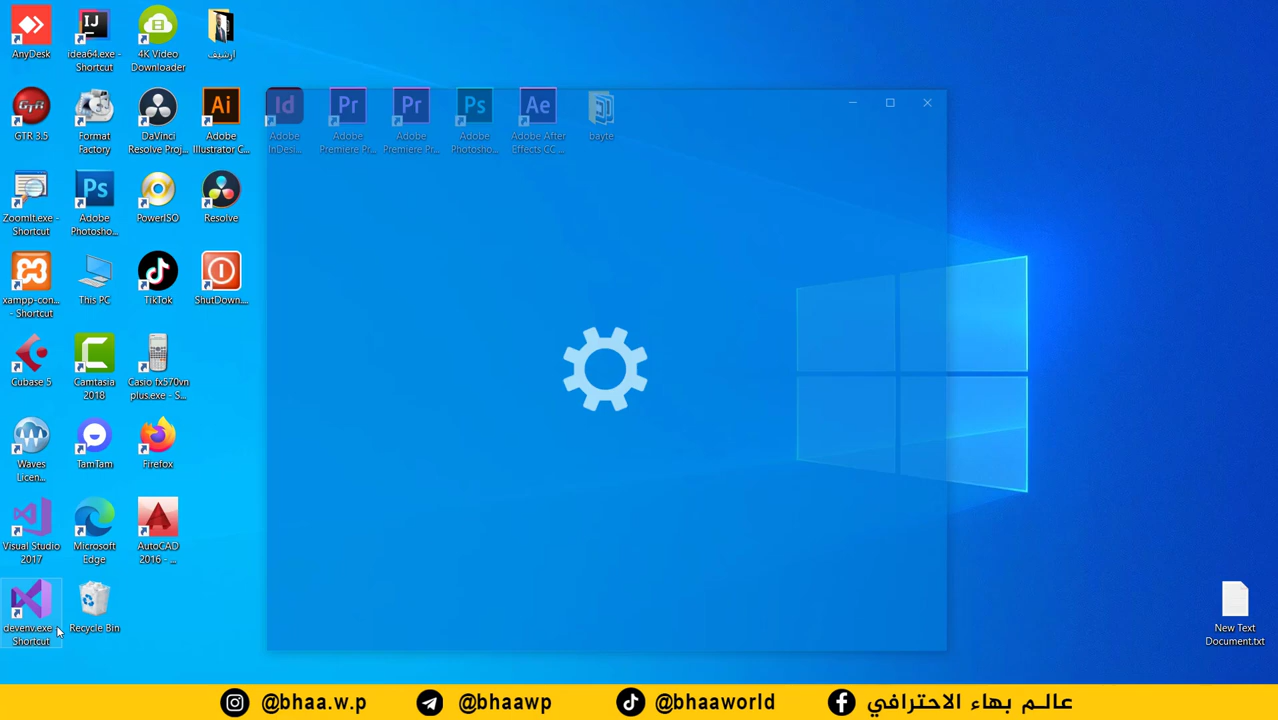 AnyDesk
idea64.exe -
Shortcut
4K Video
Downloader
ارشيف
GTR 3.5
Format
Factory
DaVinci
Resolve Proj...
Adobe
Illustrator C...
Adobe
InDesi...
Adobe
Premiere Pr...
Adobe
Premiere Pr...
Adobe
Photosho...
Adobe After
Effects CC ...
bayte
ZoomIt.exe -
Shortcut
Adobe
Photosho...
PowerISO
Resolve
xampp-con...
- Shortcut
This PC
TikTok
ShutDown....
Cubase 5
Camtasia
2018
Casio fx570vn
plus.exe - S...
Waves
Licen...
TamTam
Firefox
Visual Studio
2017
Microsoft
Edge
AutoCAD
2016 - ...
devenv.exe -
Shortcut
Recycle Bin
New Text
Document.txt
@bhaa.w.p
@bhaawp
@bhaaworld
عالـم بهاء الاحترافي